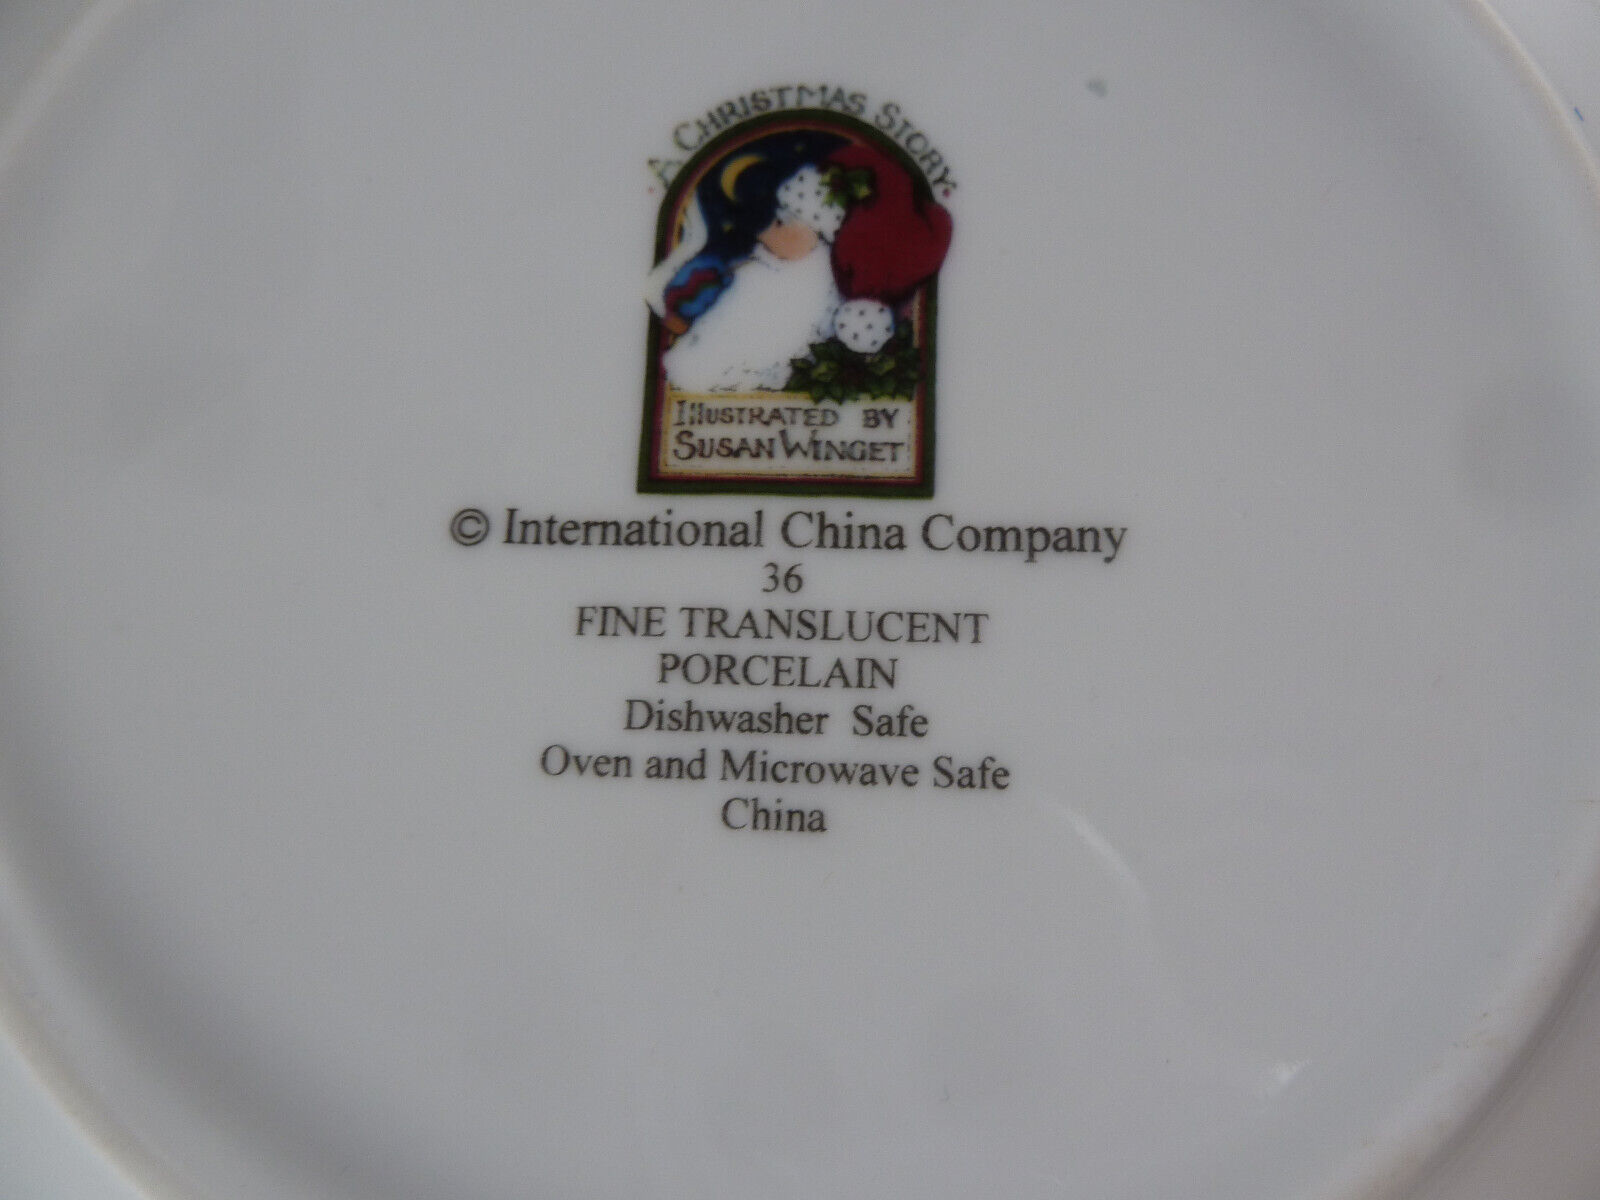 A CHRISTMAS STORY
ILLUSTRATED BY
SUSAN WINGET
© International China Company
36
FINE TRANSLUCENT
PORCELAIN
Dishwasher Safe
Oven and Microwave Safe
China